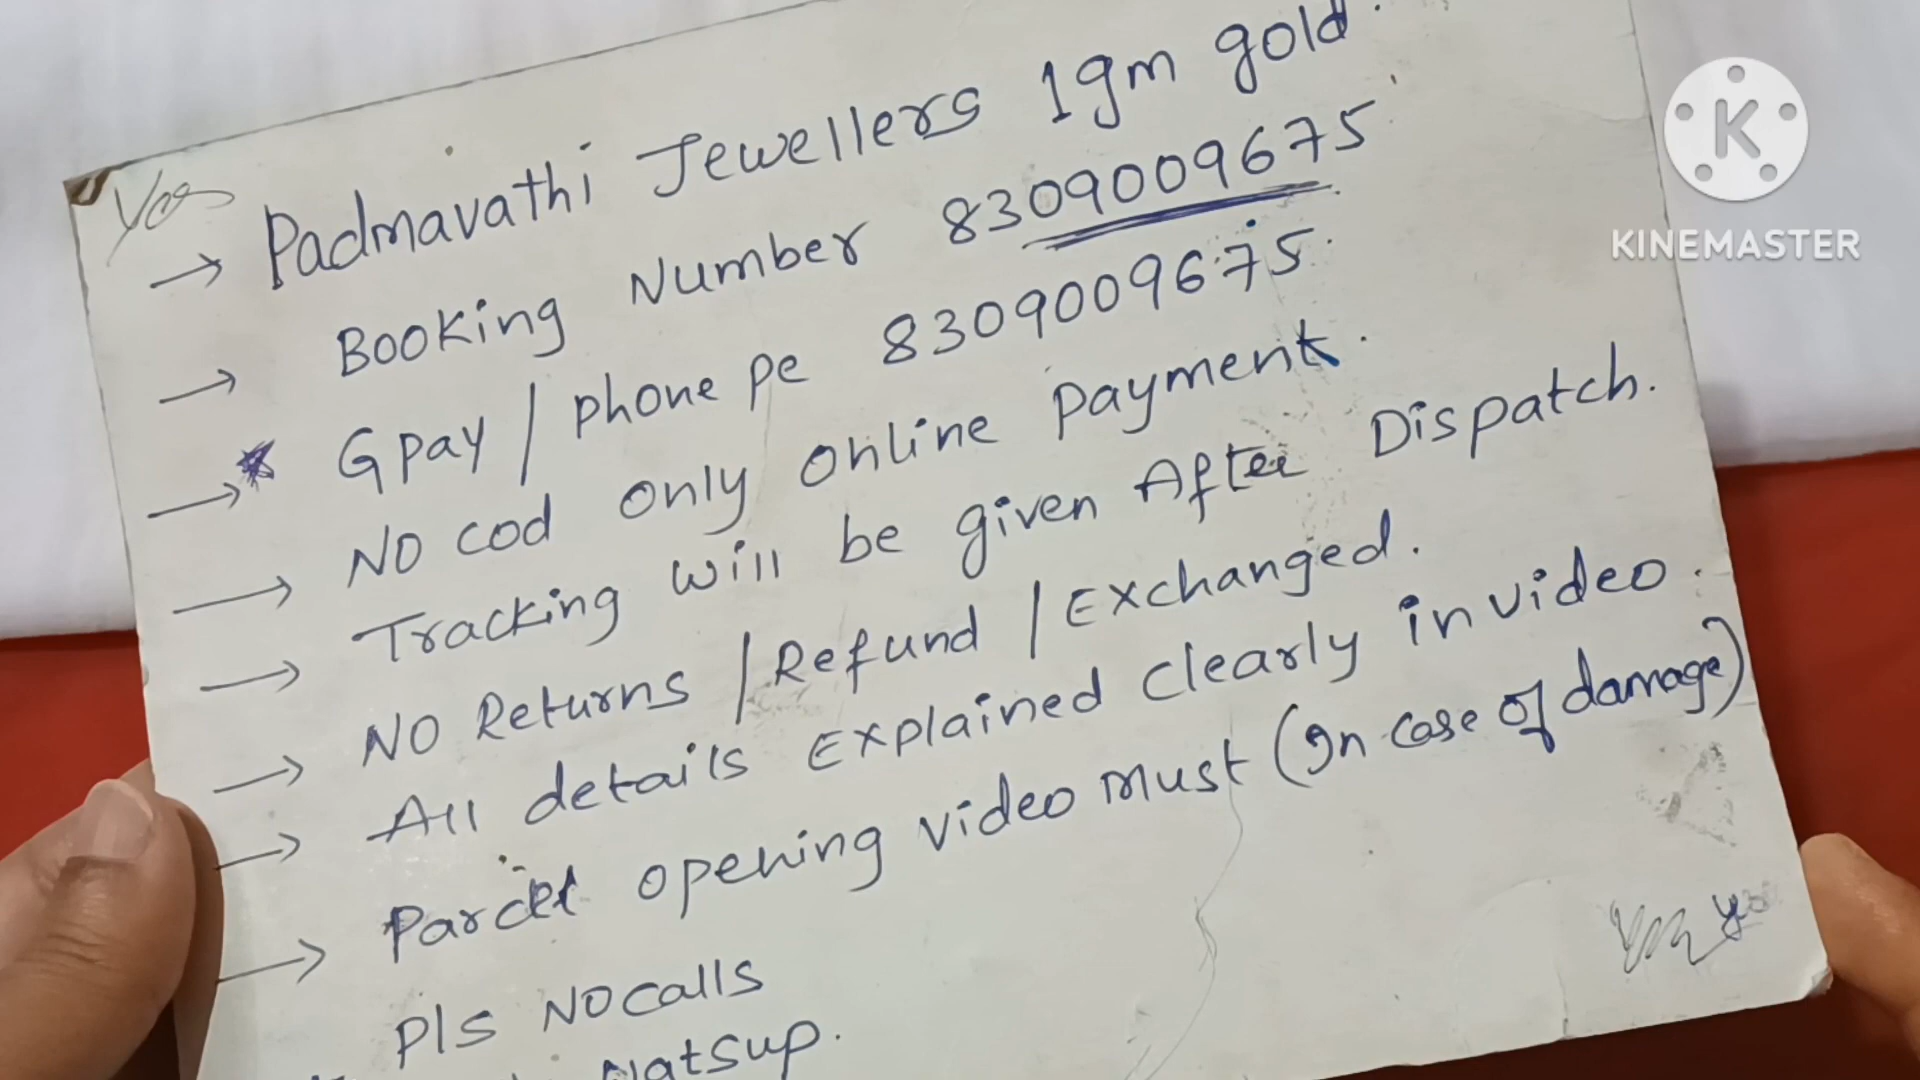 Yes
→ Padmavathi Jewellers 1gm gold.
→ Booking Number 8309009675
→ * Gpay / phone pe 8309009675.
→ NO cod only online payment.
→ Tracking will be given After Dispatch.
→ NO Returns / Refund / Exchanged.
→ All details Explained clearly in video.
→ Parcel opening video must (In case of damage)
Pls NO calls
KINEMASTER